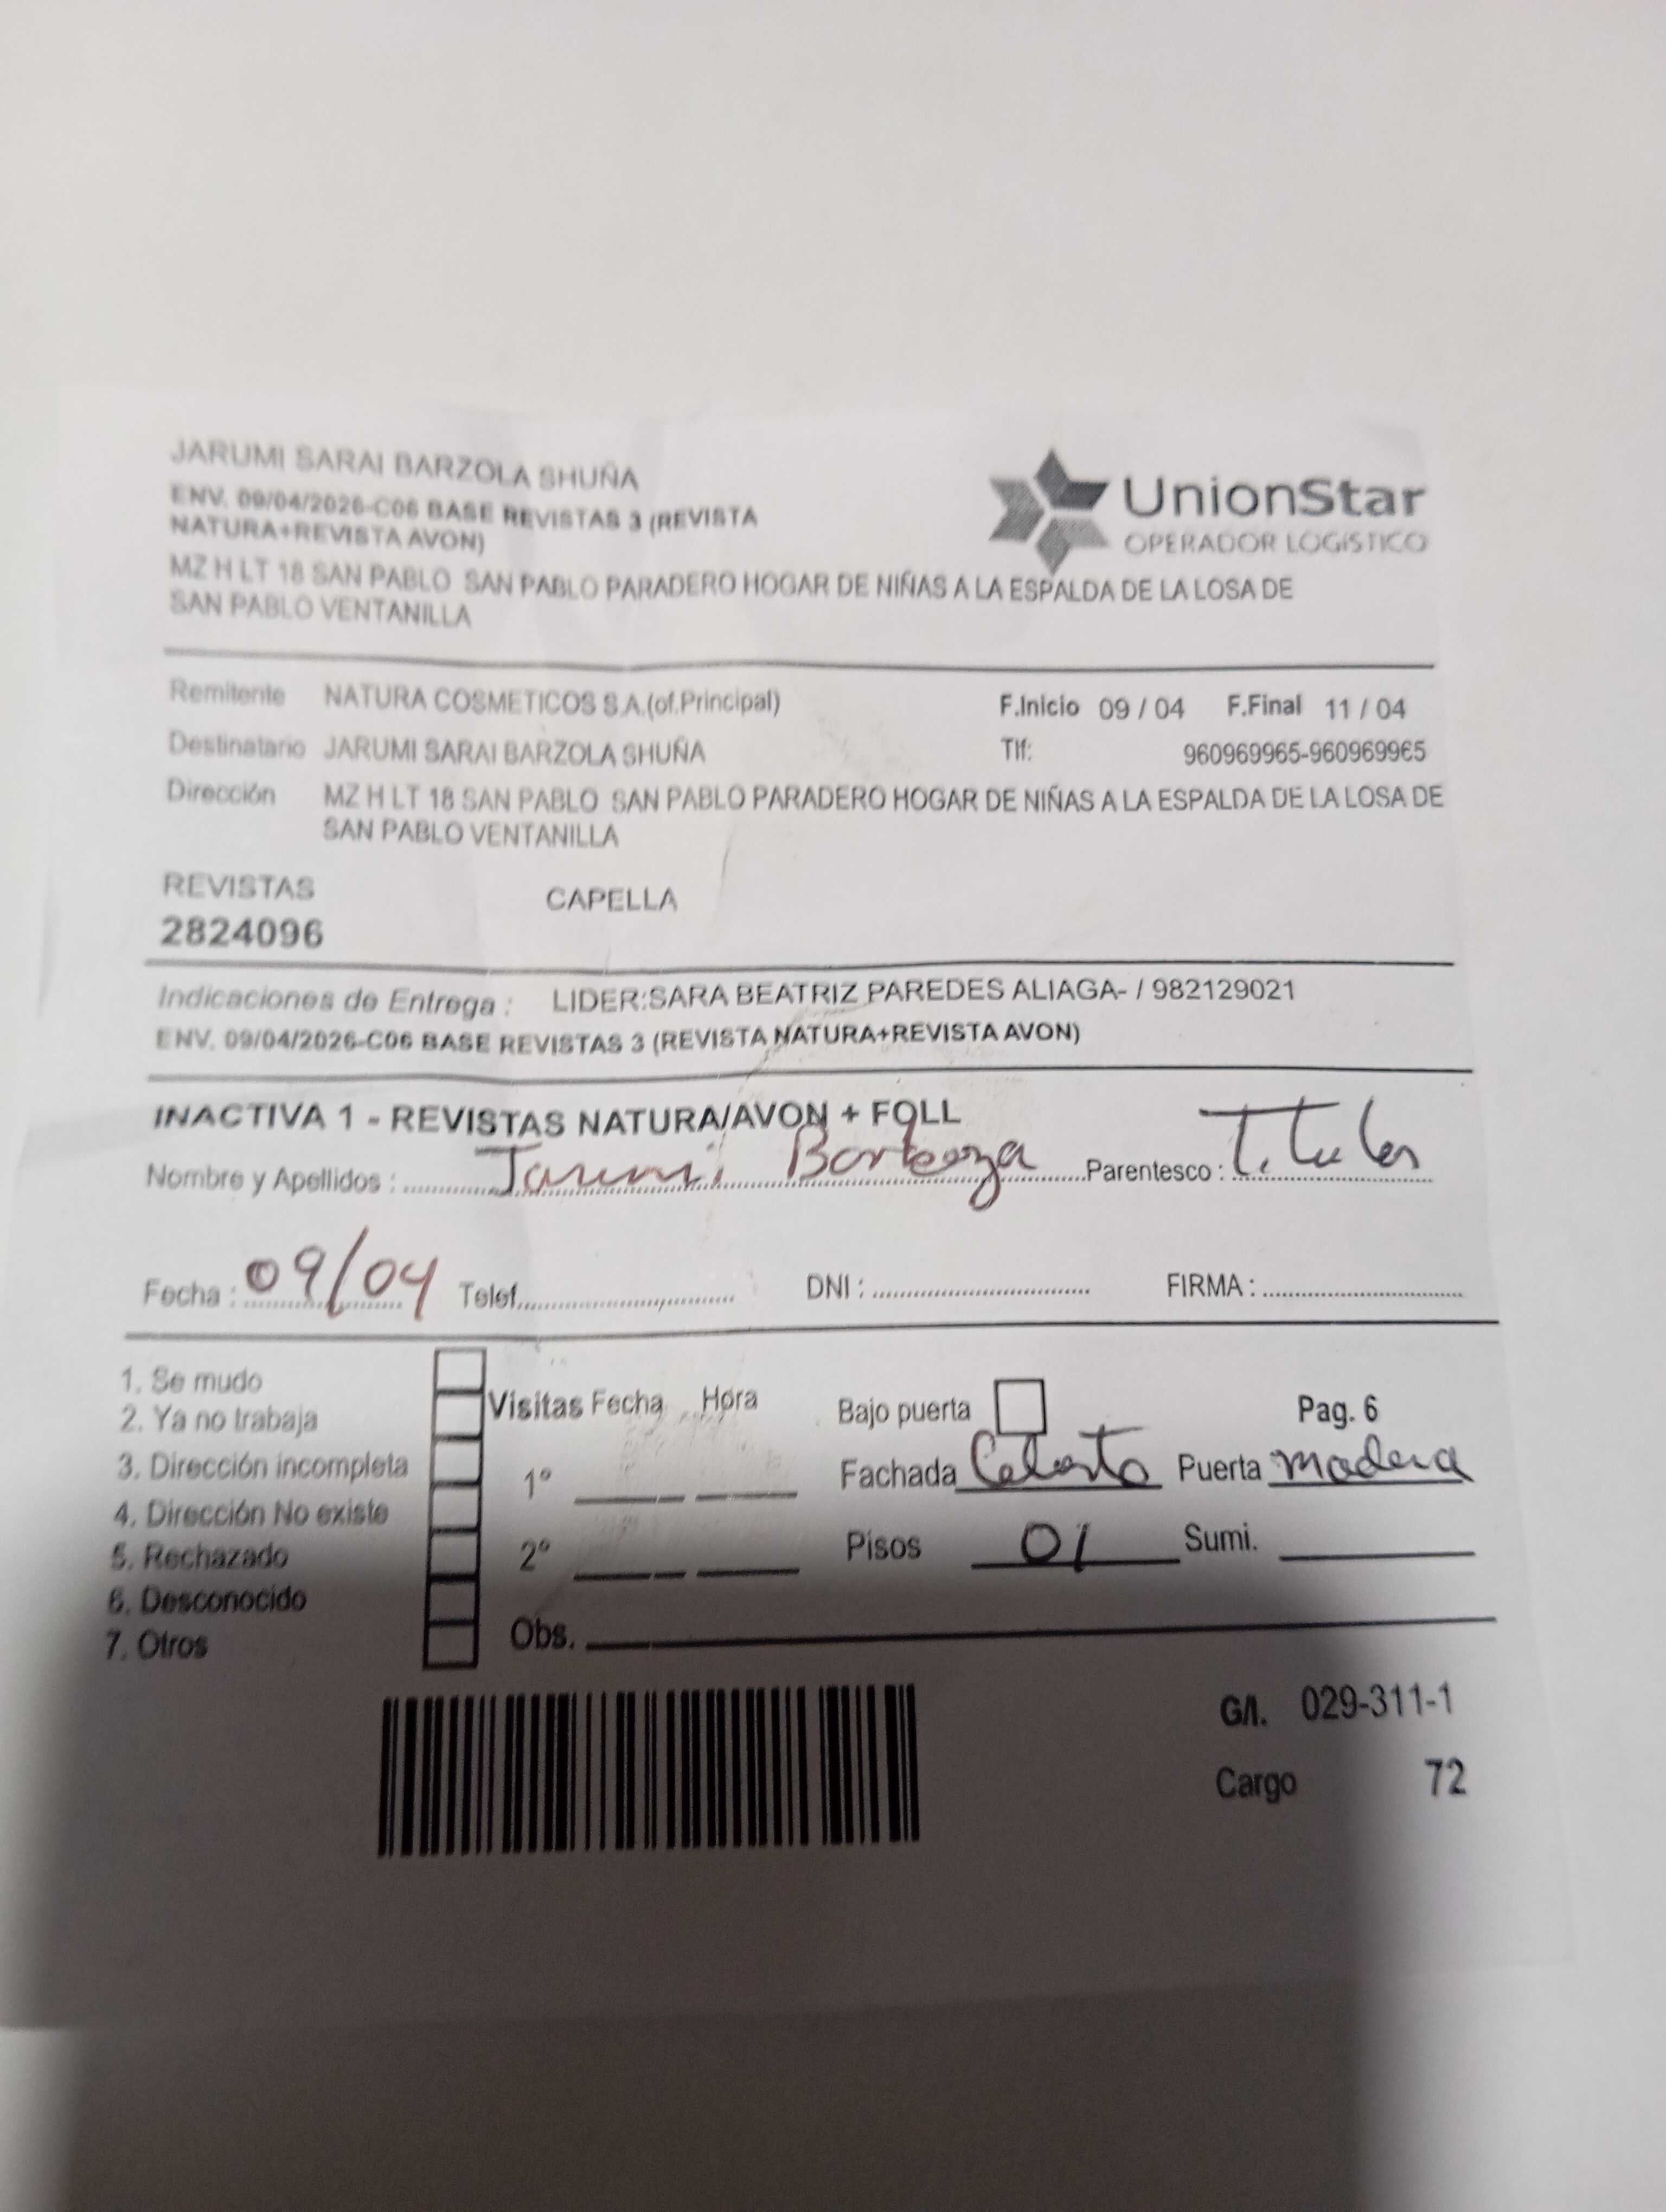 JARUMI SARAI BARZOLA SHUÑA
ENV. 09/04/2026-C06 BASE REVISTAS 3 (REVISTA
NATURA+REVISTA AVON)
UnionStar
OPERADOR LOGÍSTICO
MZ H LT 18 SAN PABLO SAN PABLO PARADERO HOGAR DE NIÑAS A LA ESPALDA DE LA LOSA DE
SAN PABLO VENTANILLA
Remitente NATURA COSMETICOS S.A.(of.Principal) F.Inicio 09 / 04 F.Final 11 / 04
Destinatario JARUMI SARAI BARZOLA SHUÑA Tlf: 960969965-960969965
Dirección MZ H LT 18 SAN PABLO SAN PABLO PARADERO HOGAR DE NIÑAS A LA ESPALDA DE LA LOSA DE
SAN PABLO VENTANILLA
REVISTAS CAPELLA
2824096
Indicaciones de Entrega : LIDER:SARA BEATRIZ PAREDES ALIAGA- / 982129021
ENV. 09/04/2026-C06 BASE REVISTAS 3 (REVISTA NATURA+REVISTA AVON)
INACTIVA 1 - REVISTAS NATURA/AVON + FOLL
Nombre y Apellidos : Jarumi Parentesco : Titular
Fecha : 09/04 Telef. DNI : FIRMA :
1. Se mudo
2. Ya no trabaja
3. Dirección incompleta
4. Dirección No existe
5. Rechazado
6. Desconocido
7. Otros
Visitas Fecha Hora
1º
2º
Obs.
Bajo puerta Pag. 6
Fachada Celeste Puerta madera
Pisos 01 Sumi.
G/I. 029-311-1
Cargo 72